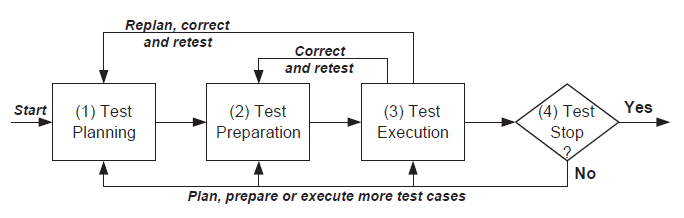 Replan, correct
and retest
Correct
and retest
Start
(1) Test
Planning
(2) Test
Preparation
(3) Test
Execution
(4) Test
Stop
?
Yes
No
Plan, prepare or execute more test cases